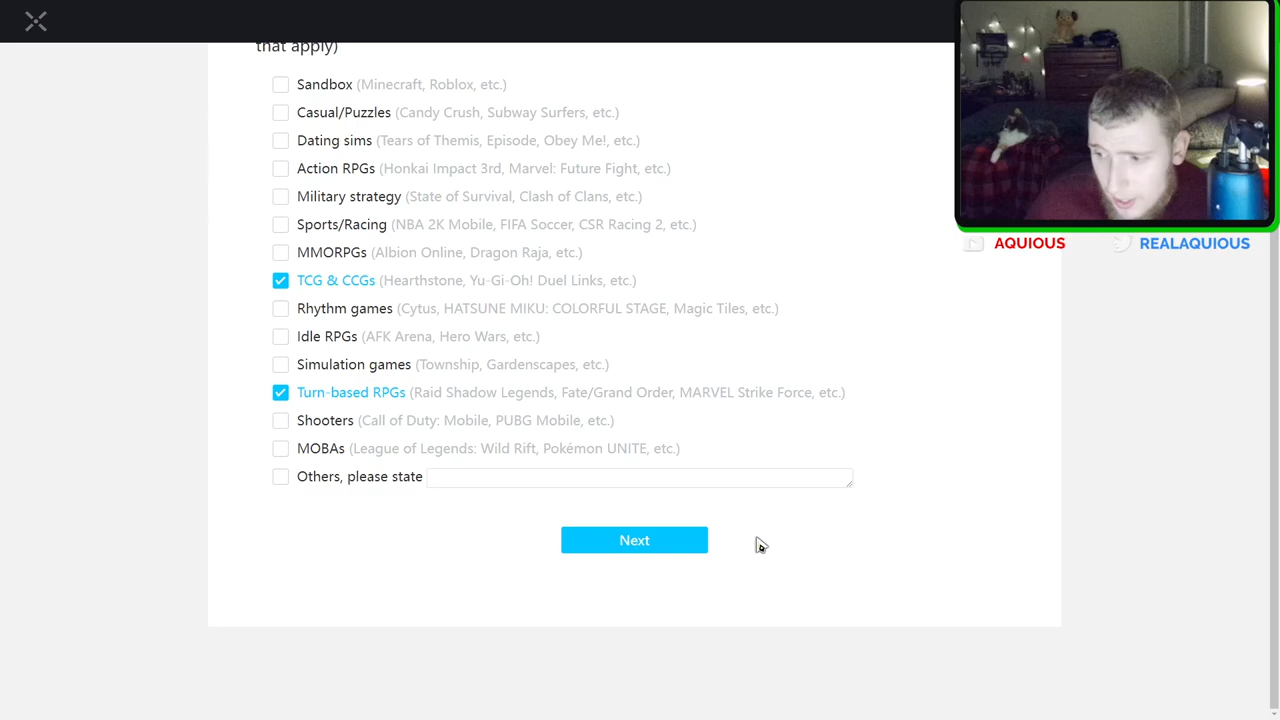 that apply)
Sandbox (Minecraft, Roblox, etc.)
Casual/Puzzles (Candy Crush, Subway Surfers, etc.)
Dating sims (Tears of Themis, Episode, Obey Me!, etc.)
Action RPGs (Honkai Impact 3rd, Marvel: Future Fight, etc.)
Military strategy (State of Survival, Clash of Clans, etc.)
Sports/Racing (NBA 2K Mobile, FIFA Soccer, CSR Racing 2, etc.)
AQUIOUS REALAQUIOUS
MMORPGs (Albion Online, Dragon Raja, etc.)
TCG & CCGs (Hearthstone, Yu-Gi-Oh! Duel Links, etc.)
Rhythm games (Cytus, HATSUNE MIKU: COLORFUL STAGE, Magic Tiles, etc.)
Idle RPGs (AFK Arena, Hero Wars, etc.)
Simulation games (Township, Gardenscapes, etc.)
Turn-based RPGs (Raid Shadow Legends, Fate/Grand Order, MARVEL Strike Force, etc.)
Shooters (Call of Duty: Mobile, PUBG Mobile, etc.)
MOBAs (League of Legends: Wild Rift, Pokémon UNITE, etc.)
Others, please state
Next